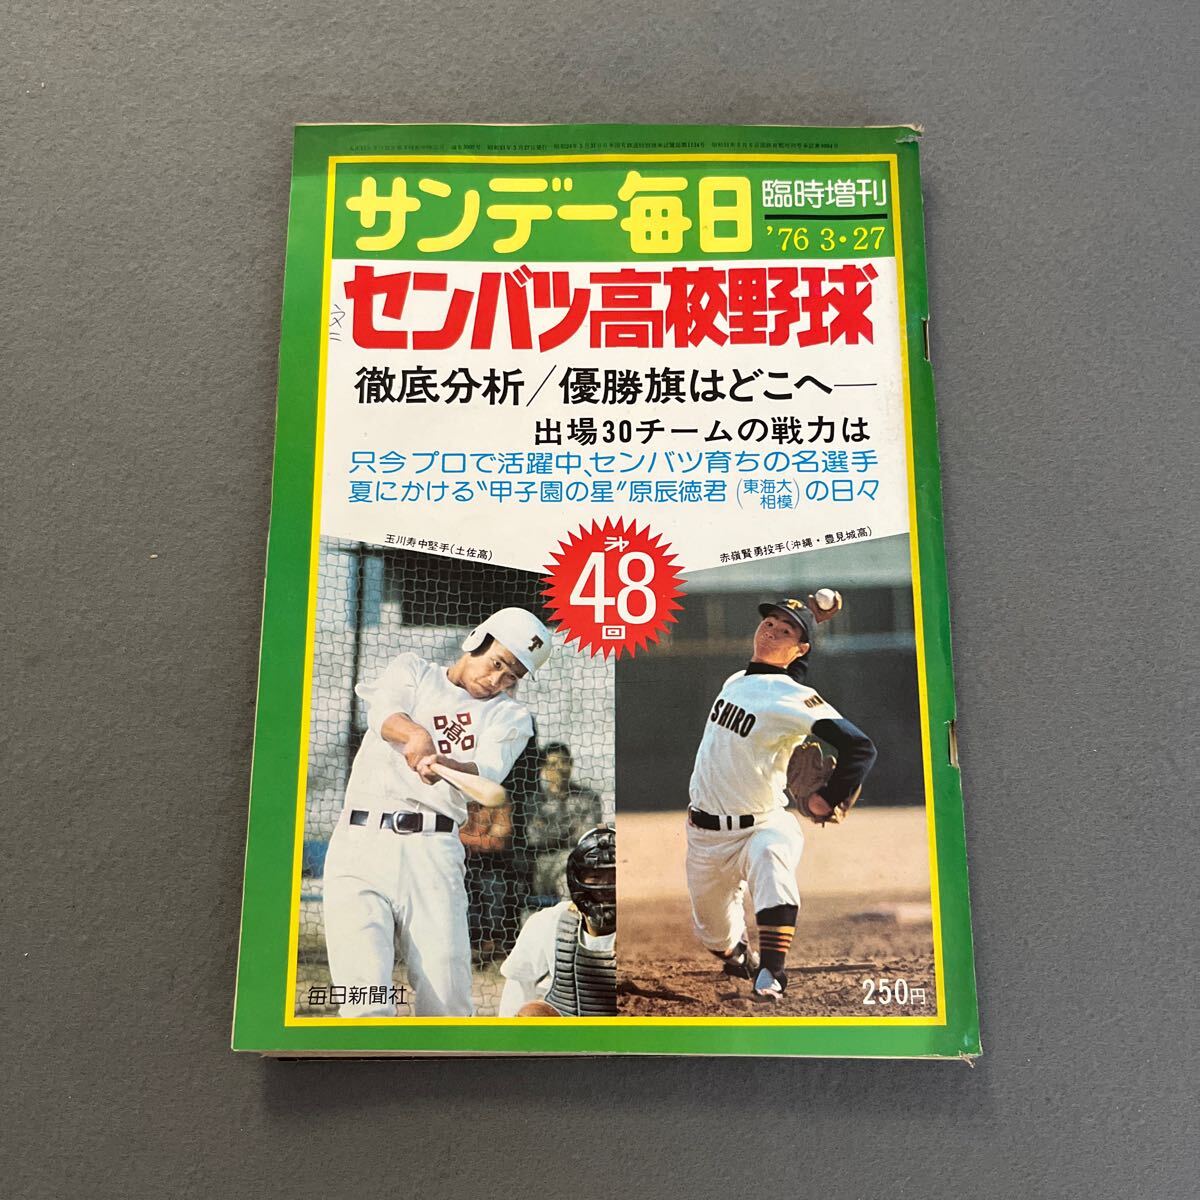 サンデー毎日
臨時増刊
'76 3・27
センバツ高校野球
徹底分析/優勝旗はどこへ―
出場30チームの戦力は
只今プロで活躍中、センバツ育ちの名選手
夏にかける“甲子園の星”原辰徳君(東海大相模)の日々
玉川寿中堅手(土佐高)
赤嶺賢勇投手(沖縄・豊見城高)
第
48
回
T
高
T
SHIRO
毎日新聞社
250円